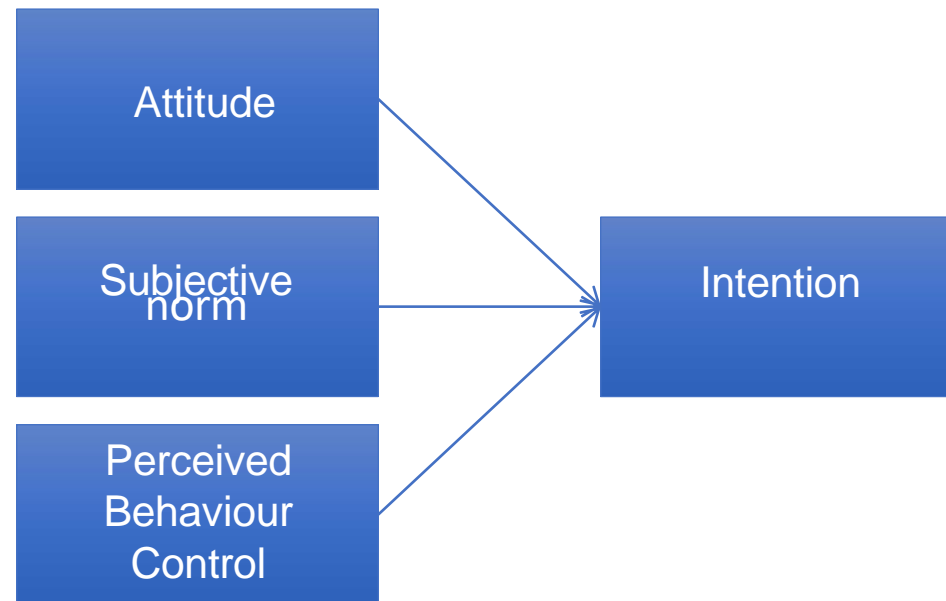 Attitude
Subjective
norm
Perceived
Behaviour
Control
Intention